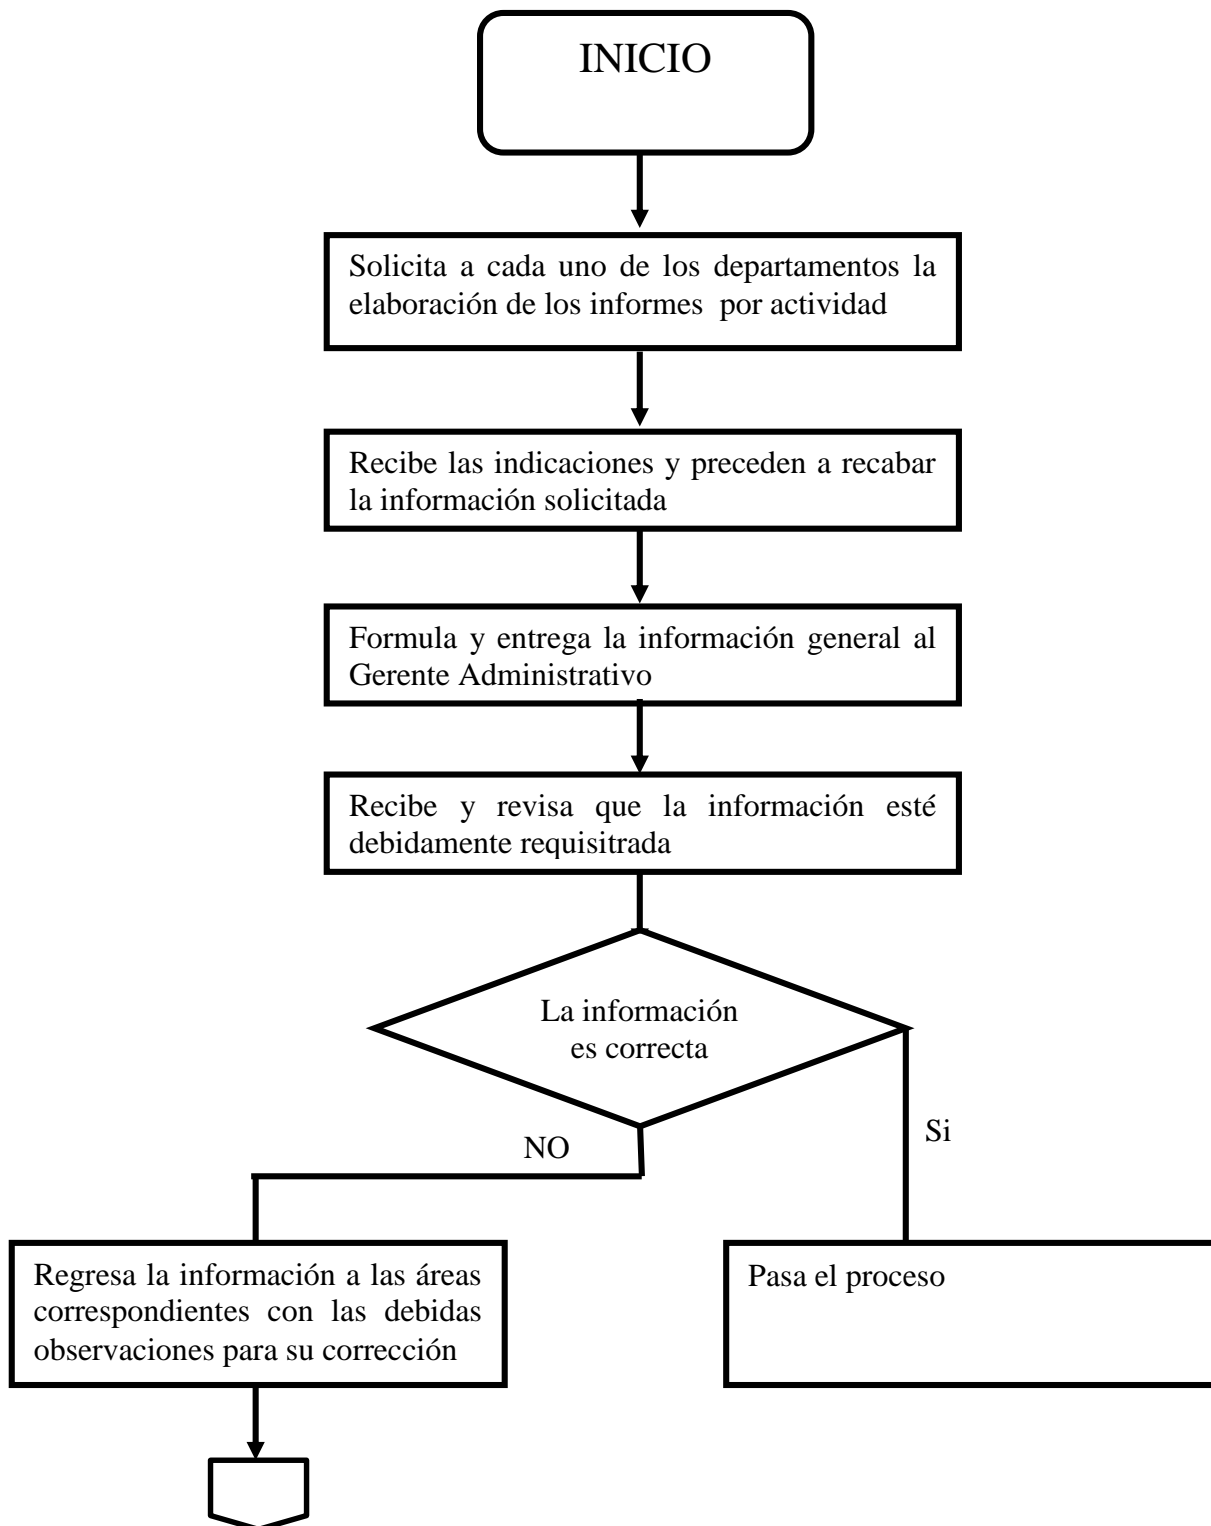 INICIO
Solicita a cada uno de los departamentos la
elaboración de los informes  por actividad
Recibe las indicaciones y preceden a recabar
la información solicitada
Formula y entrega la información general al
Gerente Administrativo
Recibe y revisa que la información esté
debidamente requisitrada
La información
es correcta
NO
Si
Regresa la información a las áreas
correspondientes con las debidas
observaciones para su corrección
Pasa el proceso